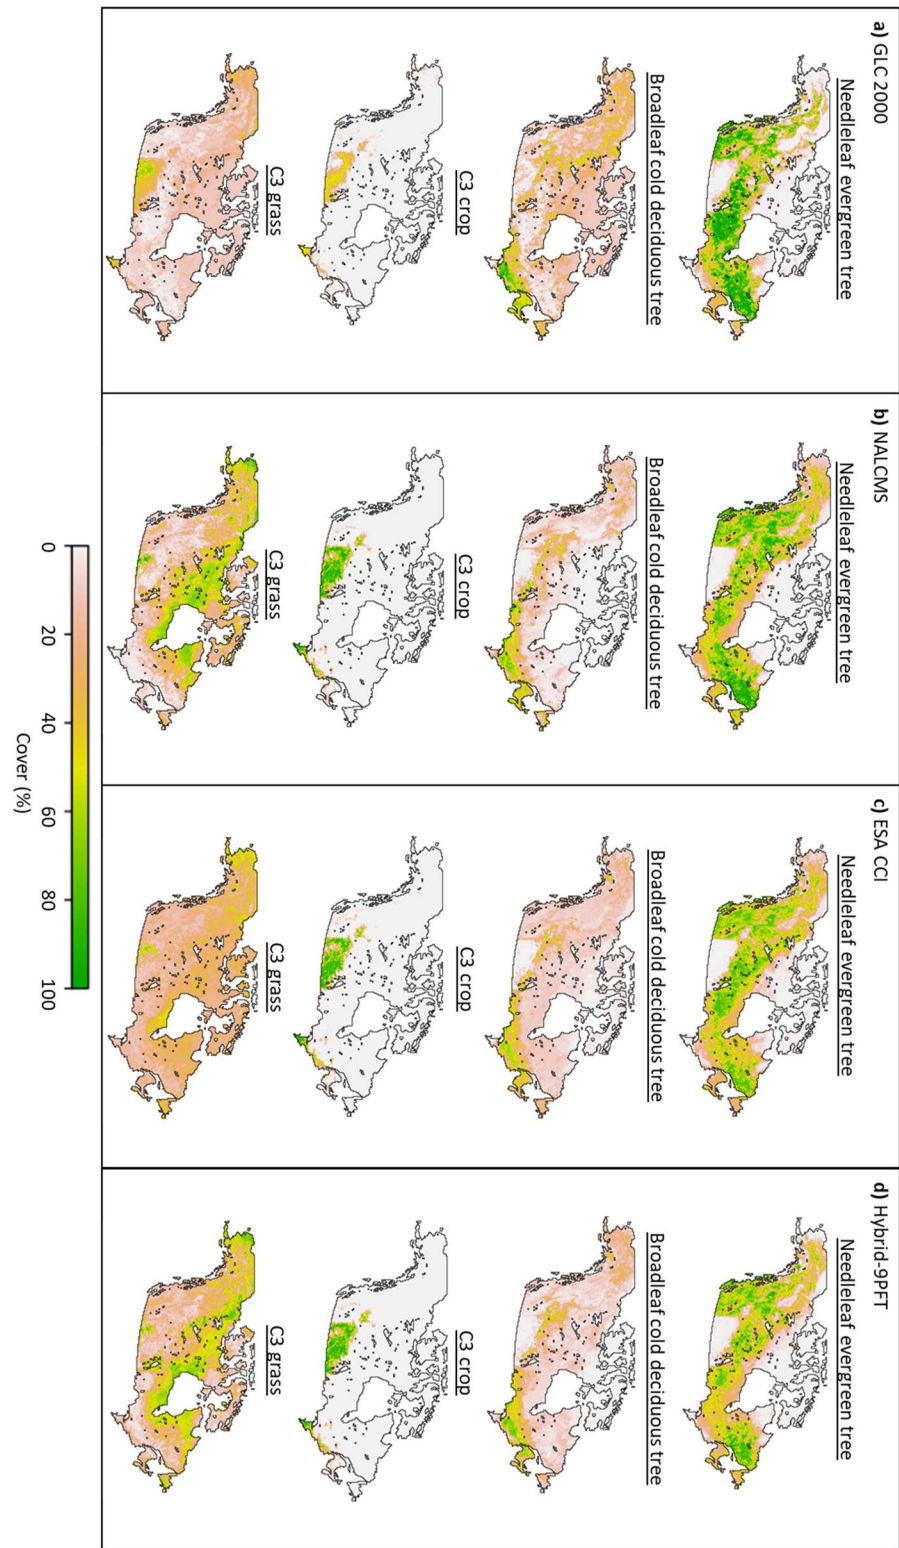 a) GLC 2000
Needleleaf evergreen tree
Broadleaf cold deciduous tree
C3 crop
C3 grass
b) NALCMS
Needleleaf evergreen tree
Broadleaf cold deciduous tree
C3 crop
C3 grass
c) ESA CCI
Needleleaf evergreen tree
Broadleaf cold deciduous tree
C3 crop
C3 grass
d) Hybrid-9PFT
Needleleaf evergreen tree
Broadleaf cold deciduous tree
C3 crop
C3 grass
0 20 40 60 80 100
Cover (%)